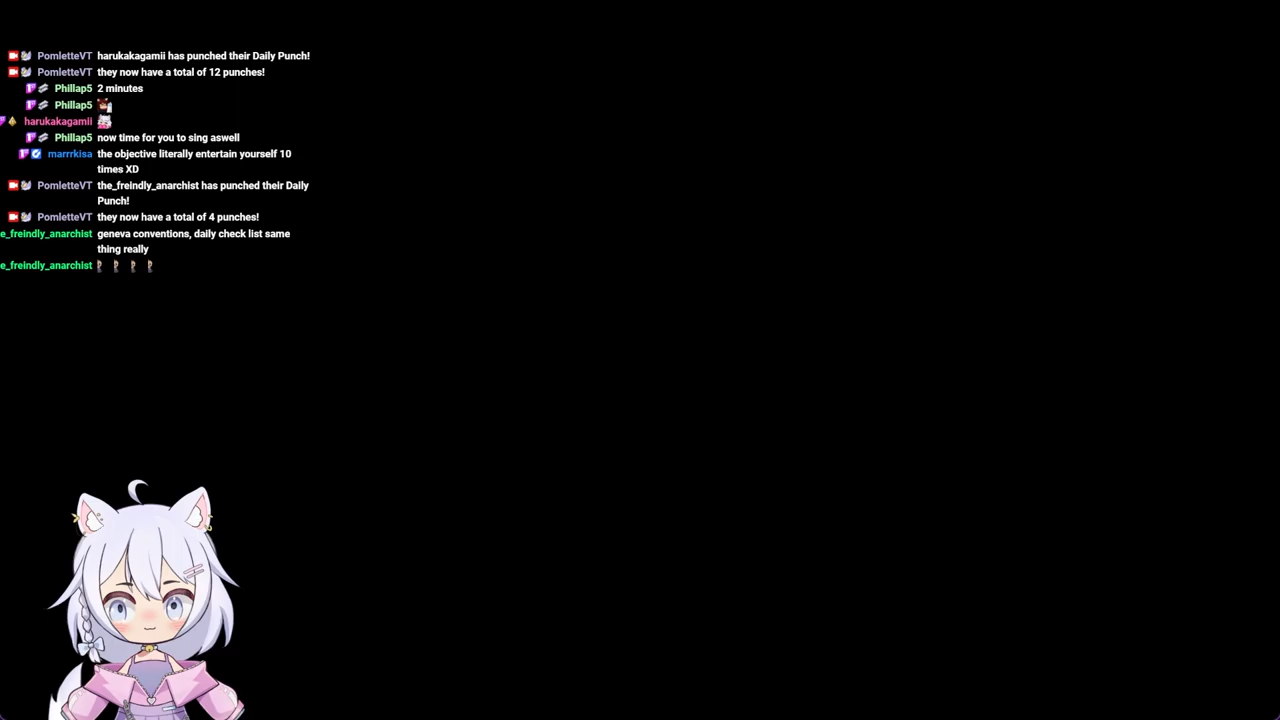 PomletteVT harukakagamii has punched their Daily Punch!
PomletteVT they now have a total of 12 punches!
Phillap5 2 minutes
Phillap5
harukakagamii
Phillap5 now time for you to sing aswell
marrrkisa the objective literally entertain yourself 10
times XD
PomletteVT the_freindly_anarchist has punched their Daily
Punch!
PomletteVT they now have a total of 4 punches!
e_freindly_anarchist geneva conventions, daily check list same
thing really
e_freindly_anarchist